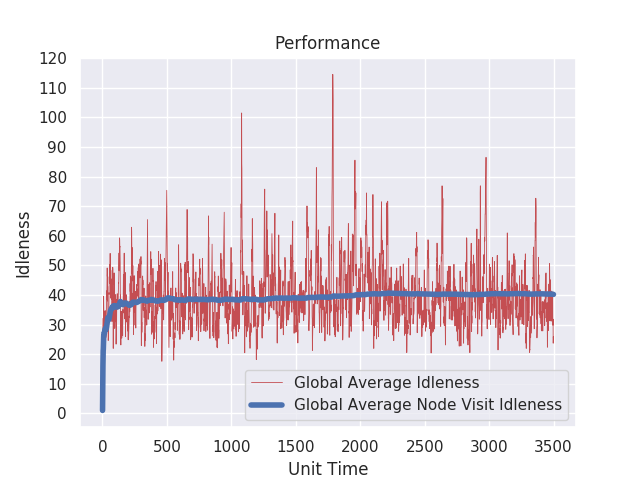 Performance
120
110
100
90
80
70
60
50
40
30
20
10
0
Idleness
Global Average Idleness
Global Average Node Visit Idleness
0 500 1000 1500 2000 2500 3000 3500
Unit Time